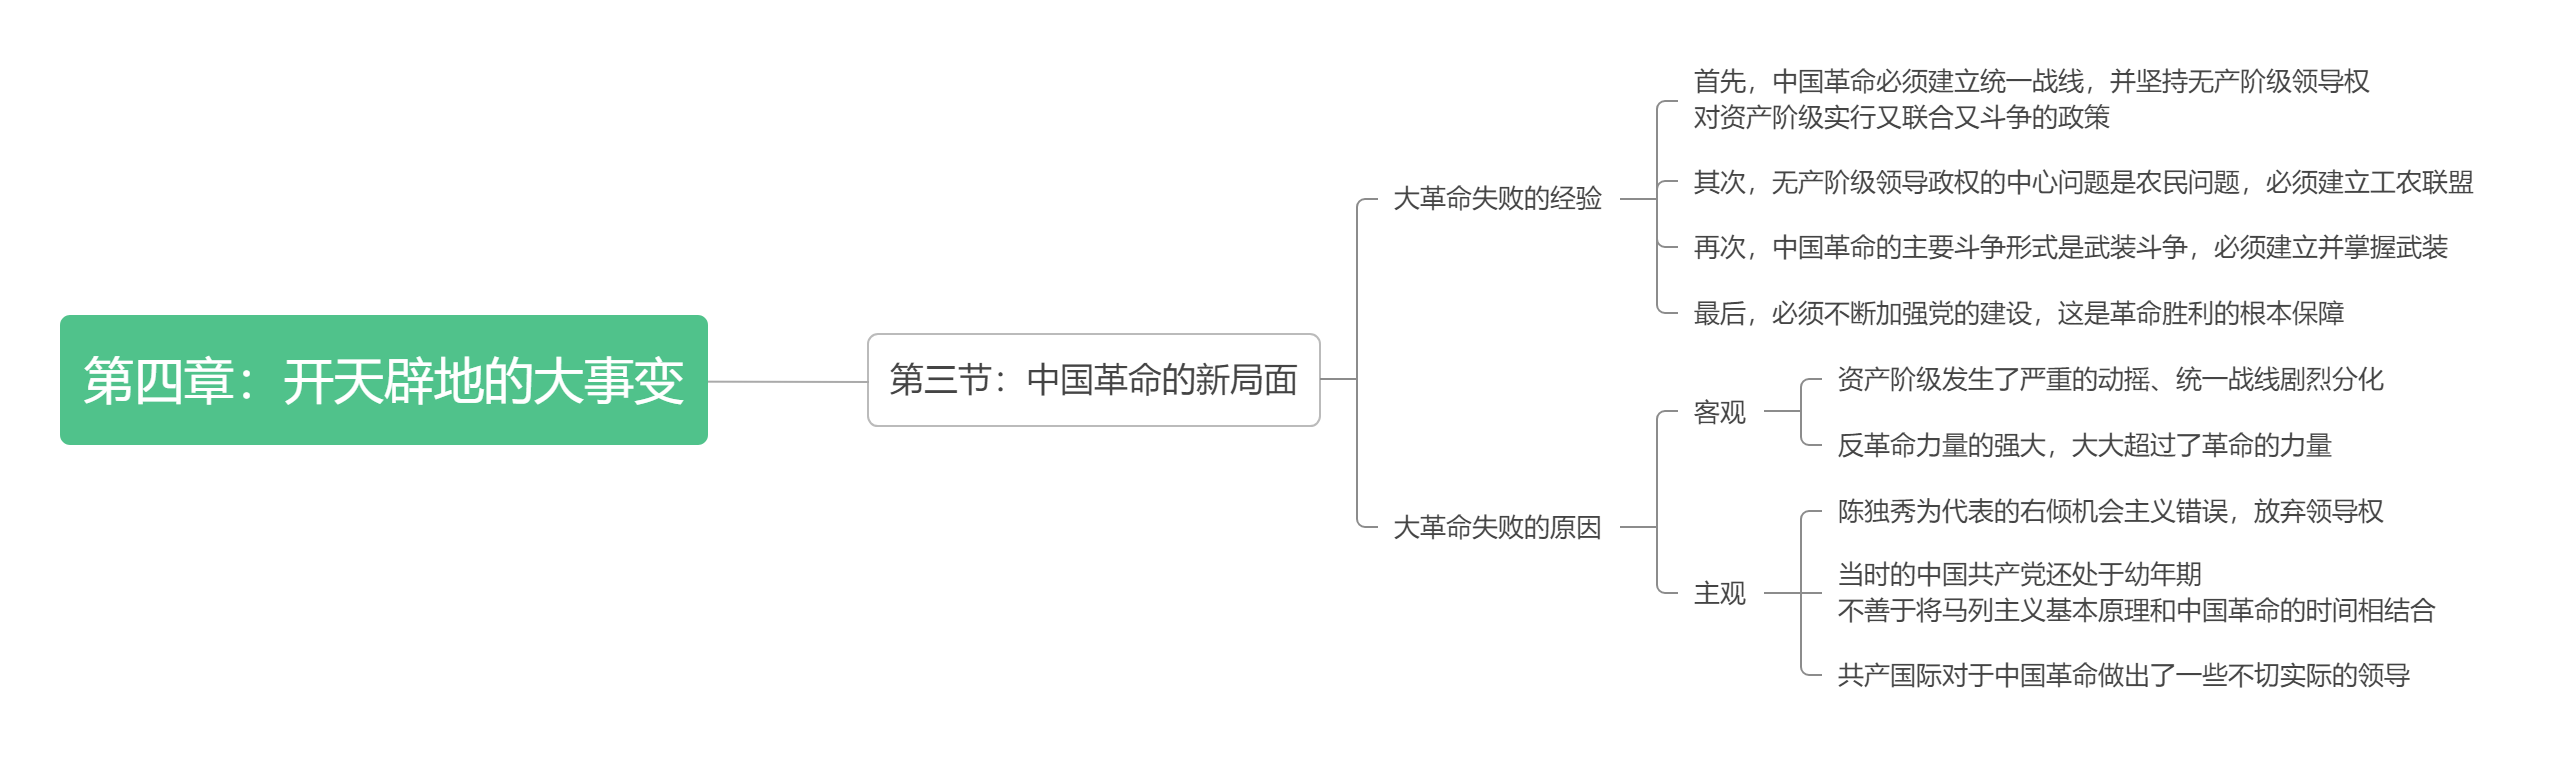 第四章：开天辟地的大事变
第三节：中国革命的新局面
大革命失败的经验
首先，中国革命必须建立统一战线，并坚持无产阶级领导权
对资产阶级实行又联合又斗争的政策
其次，无产阶级领导政权的中心问题是农民问题，必须建立工农联盟
再次，中国革命的主要斗争形式是武装斗争，必须建立并掌握武装
最后，必须不断加强党的建设，这是革命胜利的根本保障
大革命失败的原因
客观
资产阶级发生了严重的动摇、统一战线剧烈分化
反革命力量的强大，大大超过了革命的力量
主观
陈独秀为代表的右倾机会主义错误，放弃领导权
当时的中国共产党还处于幼年期
不善于将马列主义基本原理和中国革命的时间相结合
共产国际对于中国革命做出了一些不切实际的领导